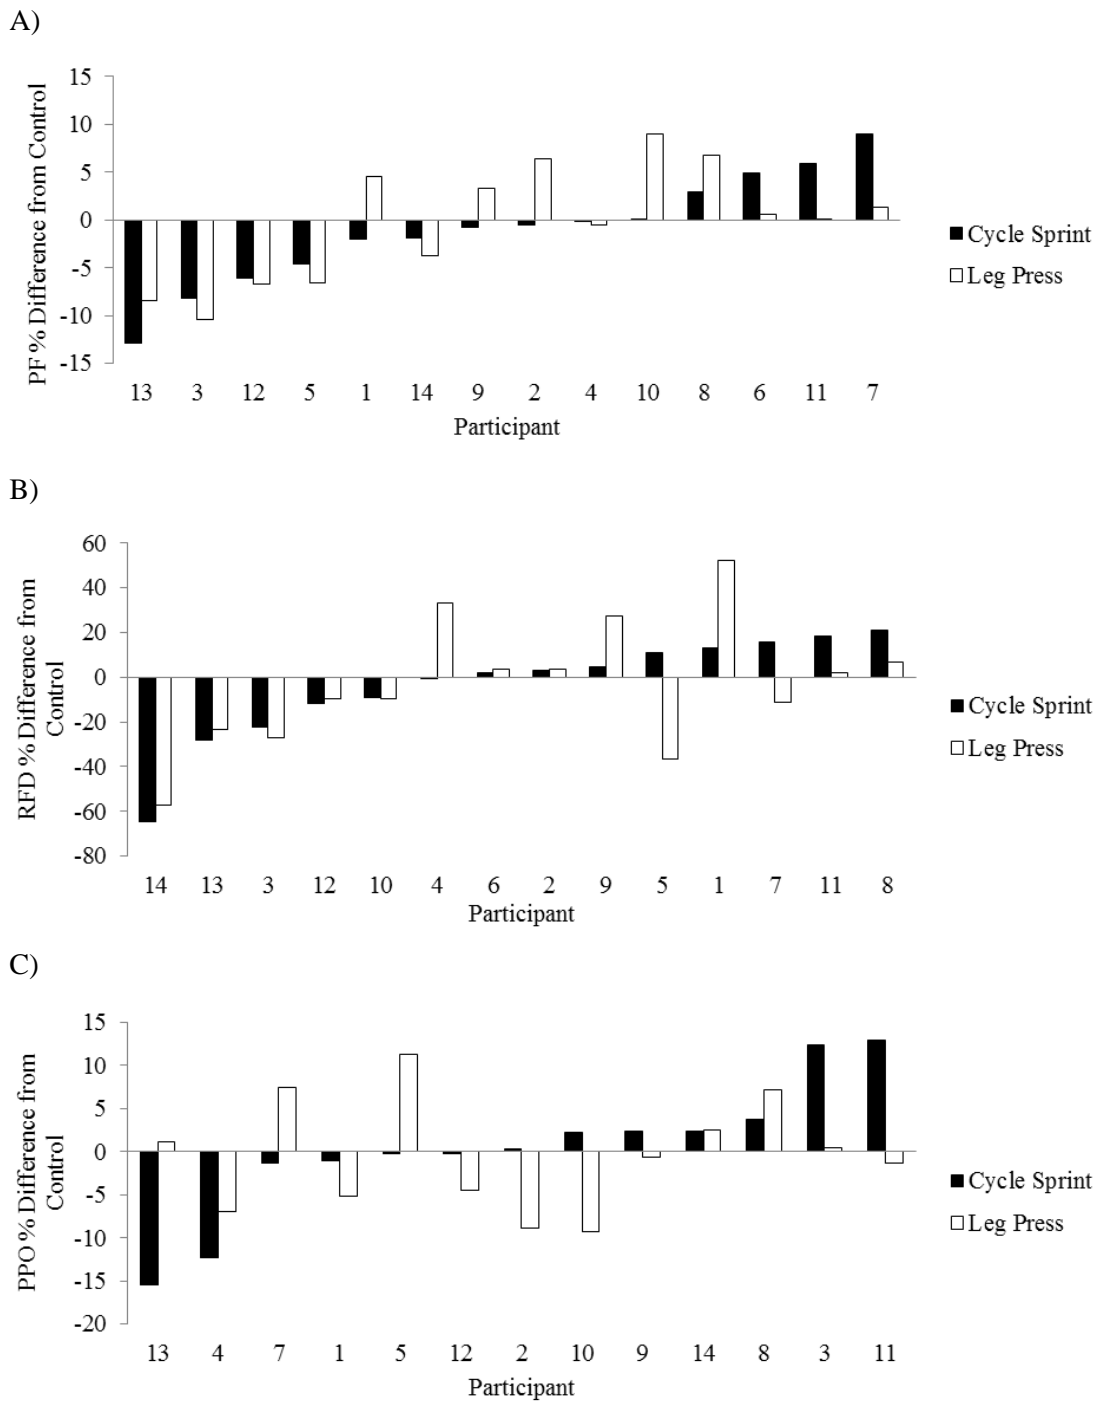 A)
PF % Difference from Control
15
10
5
0
-5
-10
-15
13 3 12 5 1 14 9 2 4 10 8 6 11 7
Participant
Cycle Sprint
Leg Press
B)
RFD % Difference from
Control
60
40
20
0
-20
-40
-60
-80
14 13 3 12 10 4 6 2 9 5 1 7 11 8
Participant
Cycle Sprint
Leg Press
C)
PPO % Difference from
Control
15
10
5
0
-5
-10
-15
-20
13 4 7 1 5 12 2 10 9 14 8 3 11
Participant
Cycle Sprint
Leg Press